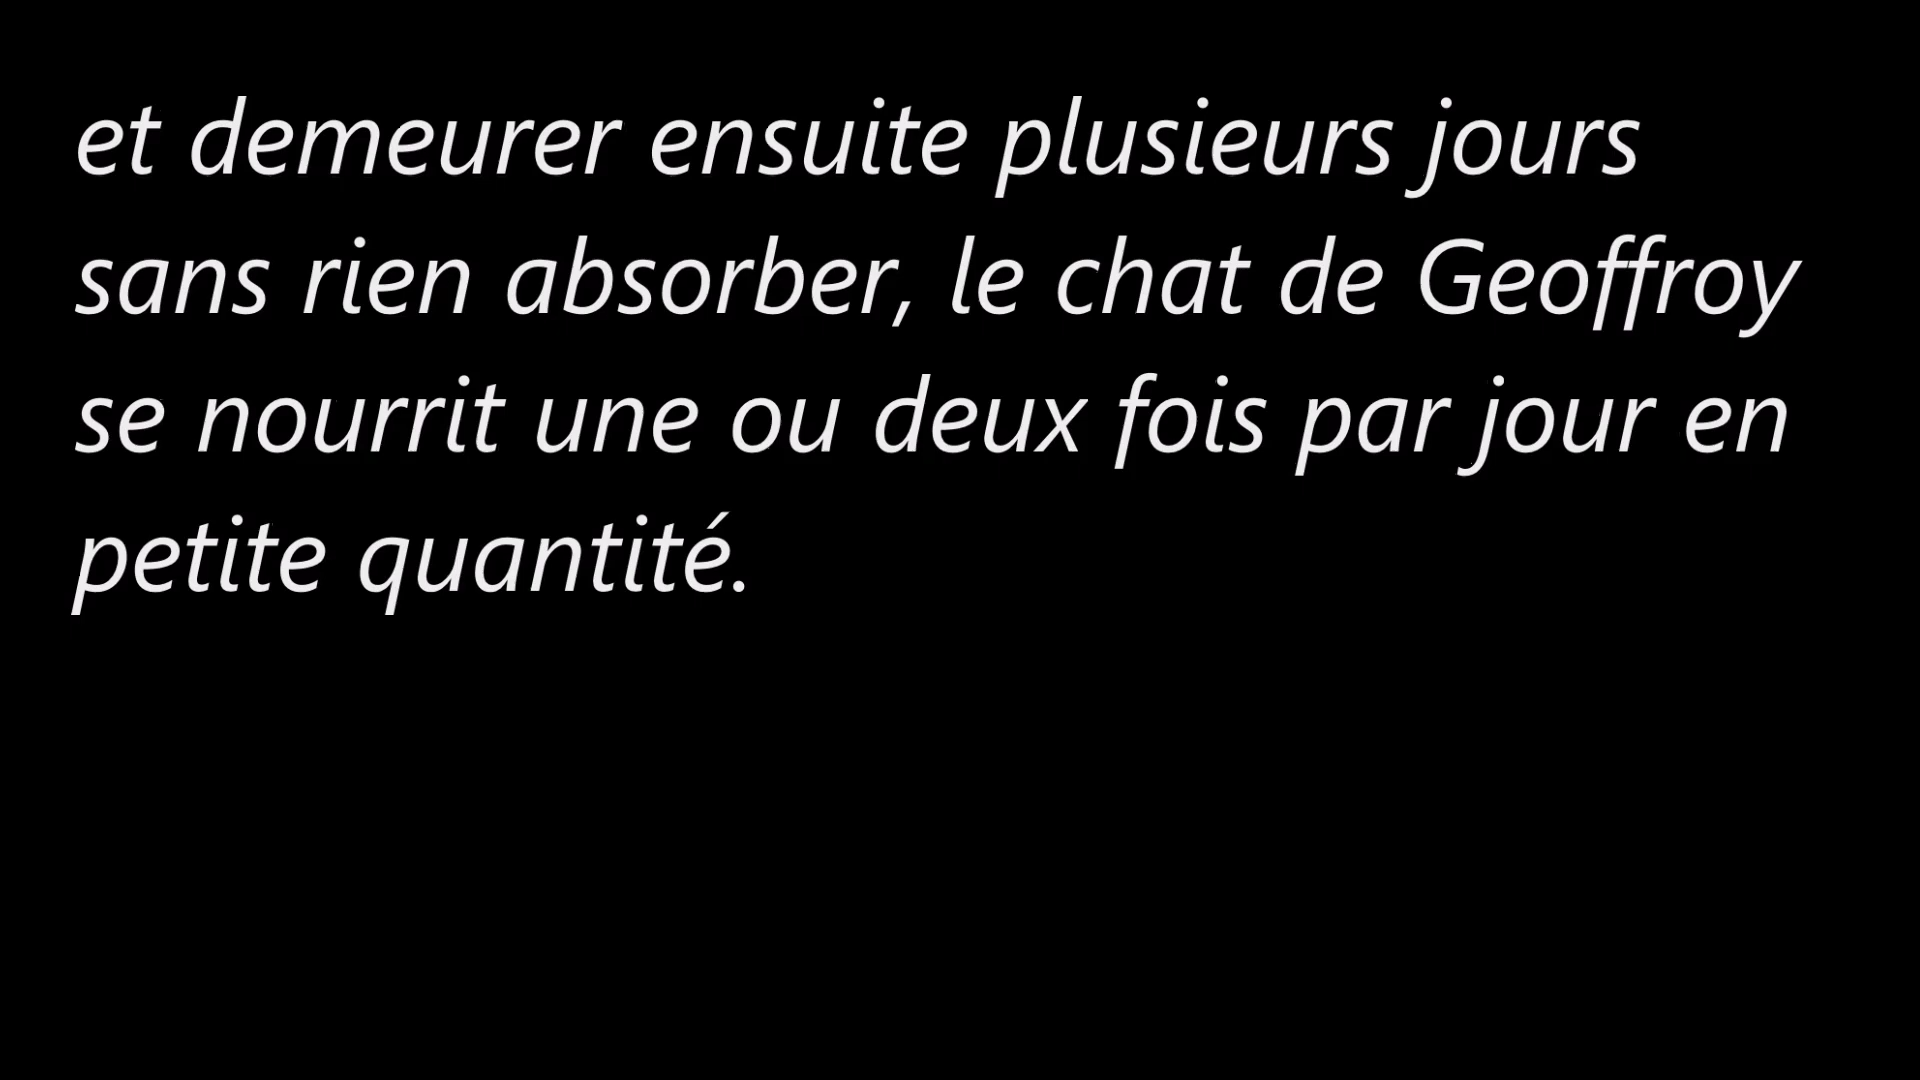 et demeurer ensuite plusieurs jours
sans rien absorber, le chat de Geoffroy
se nourrit une ou deux fois par jour en
petite quantité.